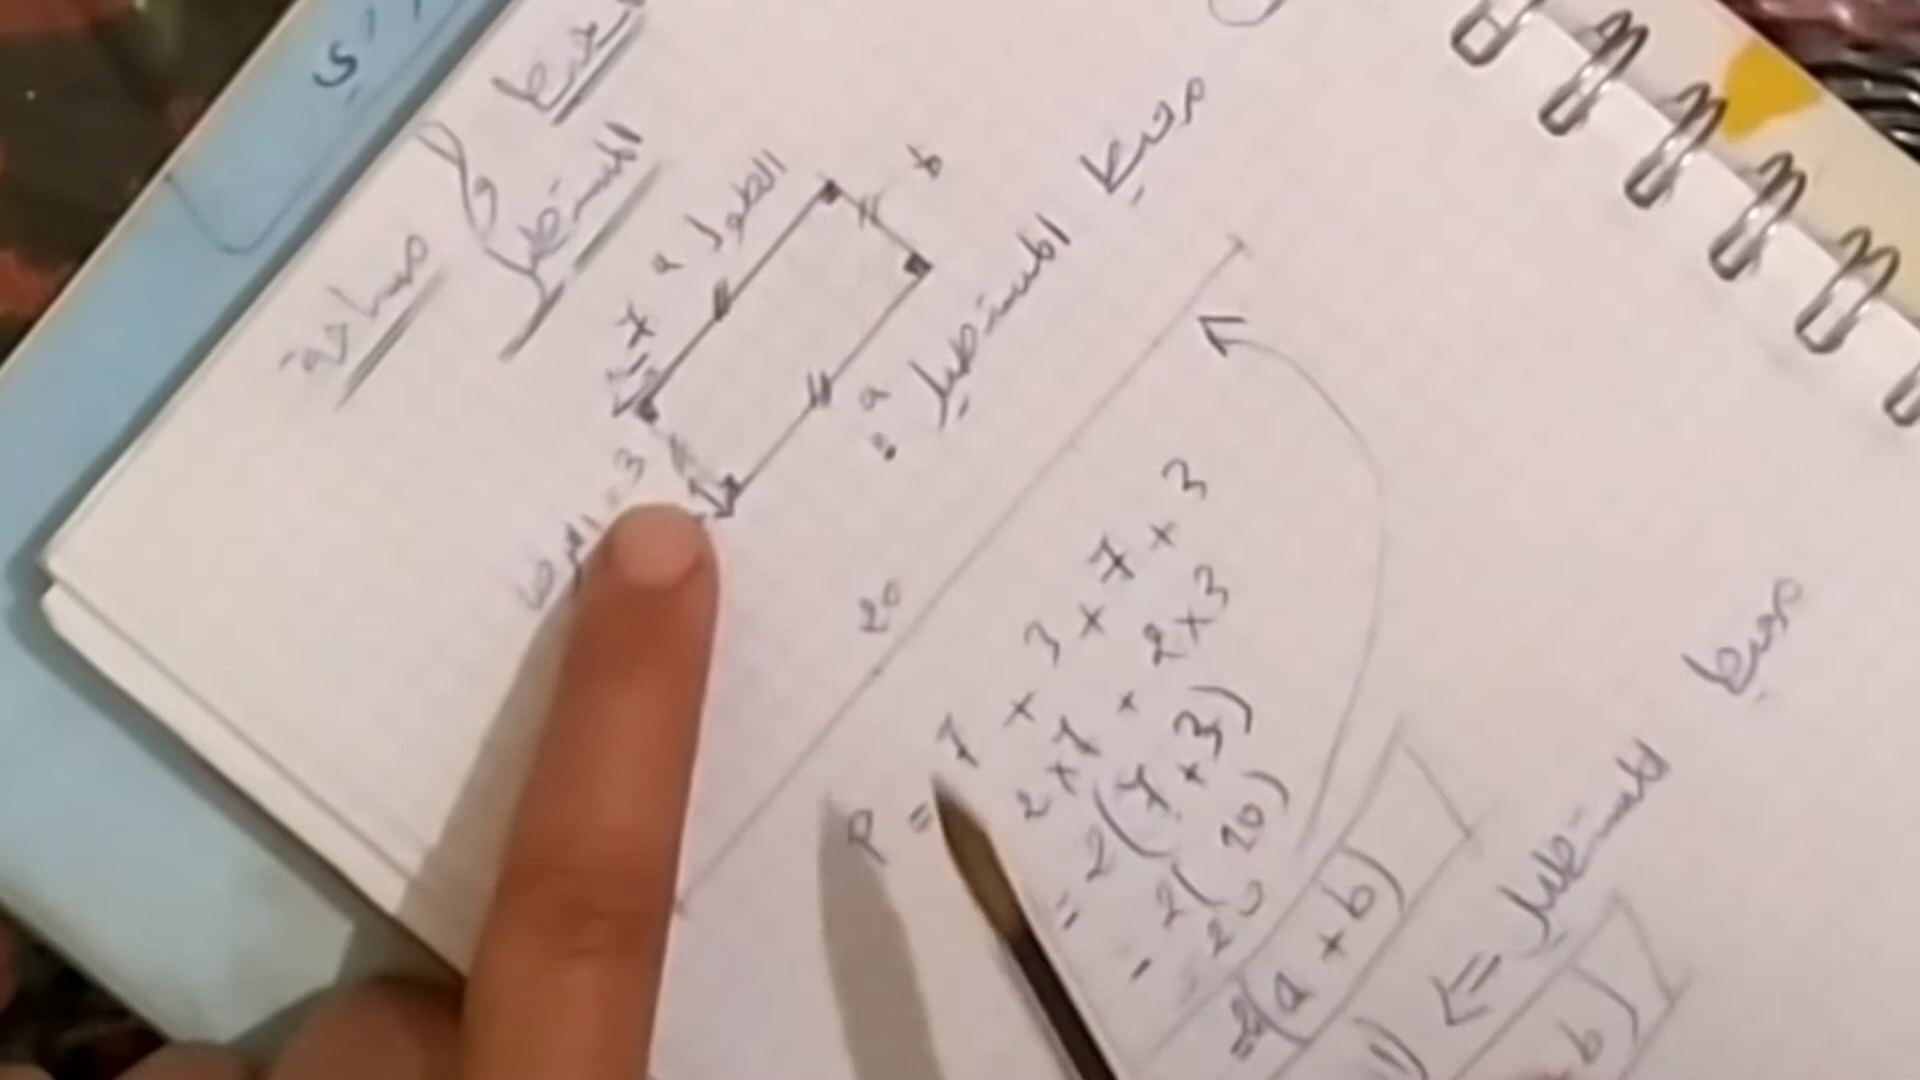 مساحة و محيط
المستطيل
الطول a = 7
b
العرض = 3
a
محيط المستطيل :
20
P = 7 + 3 + 7 + 3
2×7 + 2×3
= 2(7+3)
= 2(10)
= 20
=2(a+b)
محيط المستطيل <=
b)